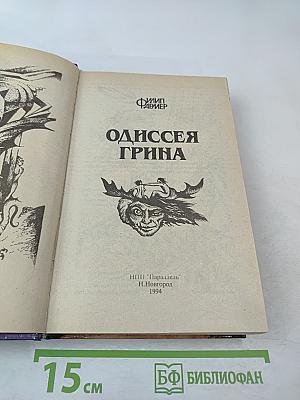 ФИЛИП
ФАРМЕР
ОДИССЕЯ
ГРИНА
НПП "Параллель"
Н.Новгород
1994
15 см
БФ БИБЛИОФАН